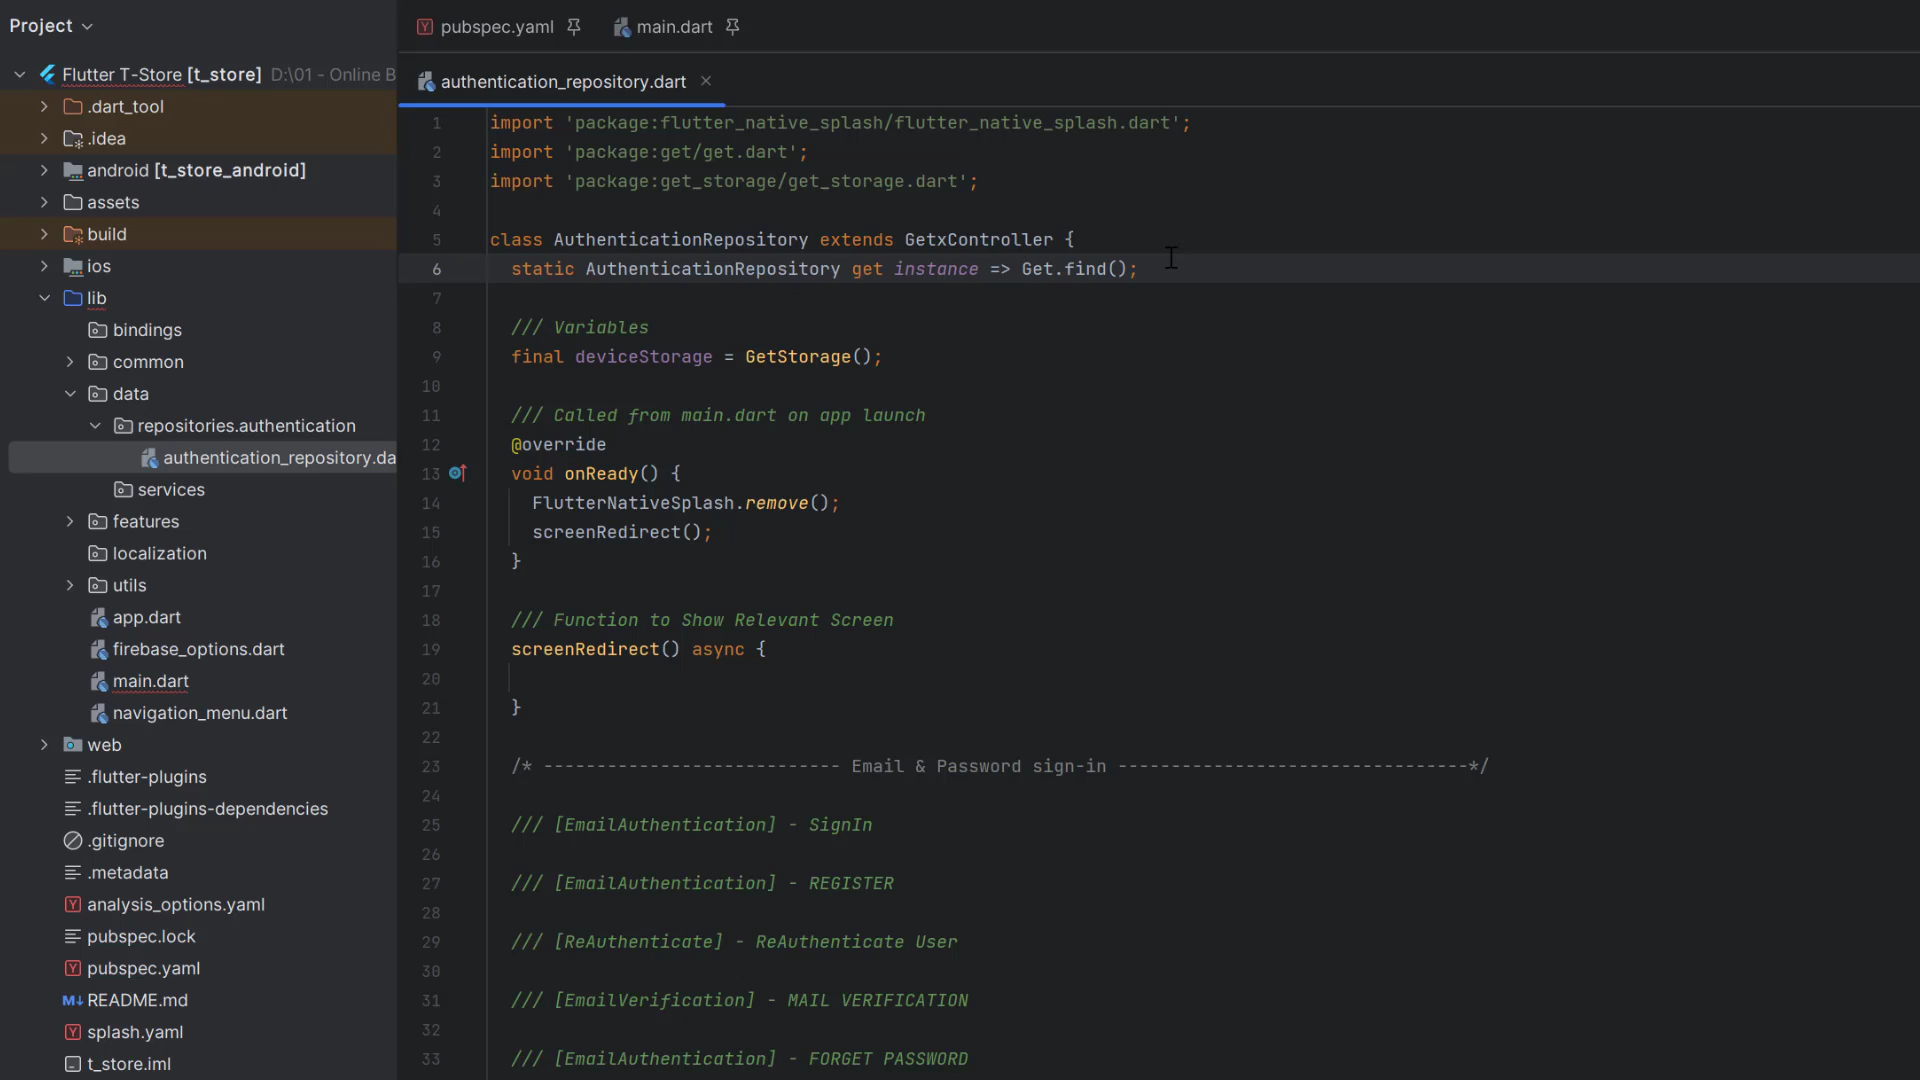 Project
Flutter T-Store [t_store] D:\01 - Online B
.dart_tool
.idea
android [t_store_android]
assets
build
ios
lib
bindings
common
data
repositories.authentication
authentication_repository.da
services
features
localization
utils
app.dart
firebase_options.dart
main.dart
navigation_menu.dart
web
.flutter-plugins
.flutter-plugins-dependencies
.gitignore
.metadata
analysis_options.yaml
pubspec.lock
pubspec.yaml
README.md
splash.yaml
t_store.iml
pubspec.yaml main.dart
authentication_repository.dart
1 import 'package:flutter_native_splash/flutter_native_splash.dart';
2 import 'package:get/get.dart';
3 import 'package:get_storage/get_storage.dart';
4
5 class AuthenticationRepository extends GetxController {
6 static AuthenticationRepository get instance => Get.find();
7
8 /// Variables
9 final deviceStorage = GetStorage();
10
11 /// Called from main.dart on app launch
12 @override
13 void onReady() {
14 FlutterNativeSplash.remove();
15 screenRedirect();
16 }
17
18 /// Function to Show Relevant Screen
19 screenRedirect() async {
20
21 }
22
23 /* ---------------------------- Email & Password sign-in ---------------------------------*/
24
25 /// [EmailAuthentication] - SignIn
26
27 /// [EmailAuthentication] - REGISTER
28
29 /// [ReAuthenticate] - ReAuthenticate User
30
31 /// [EmailVerification] - MAIL VERIFICATION
32
33 /// [EmailAuthentication] - FORGET PASSWORD